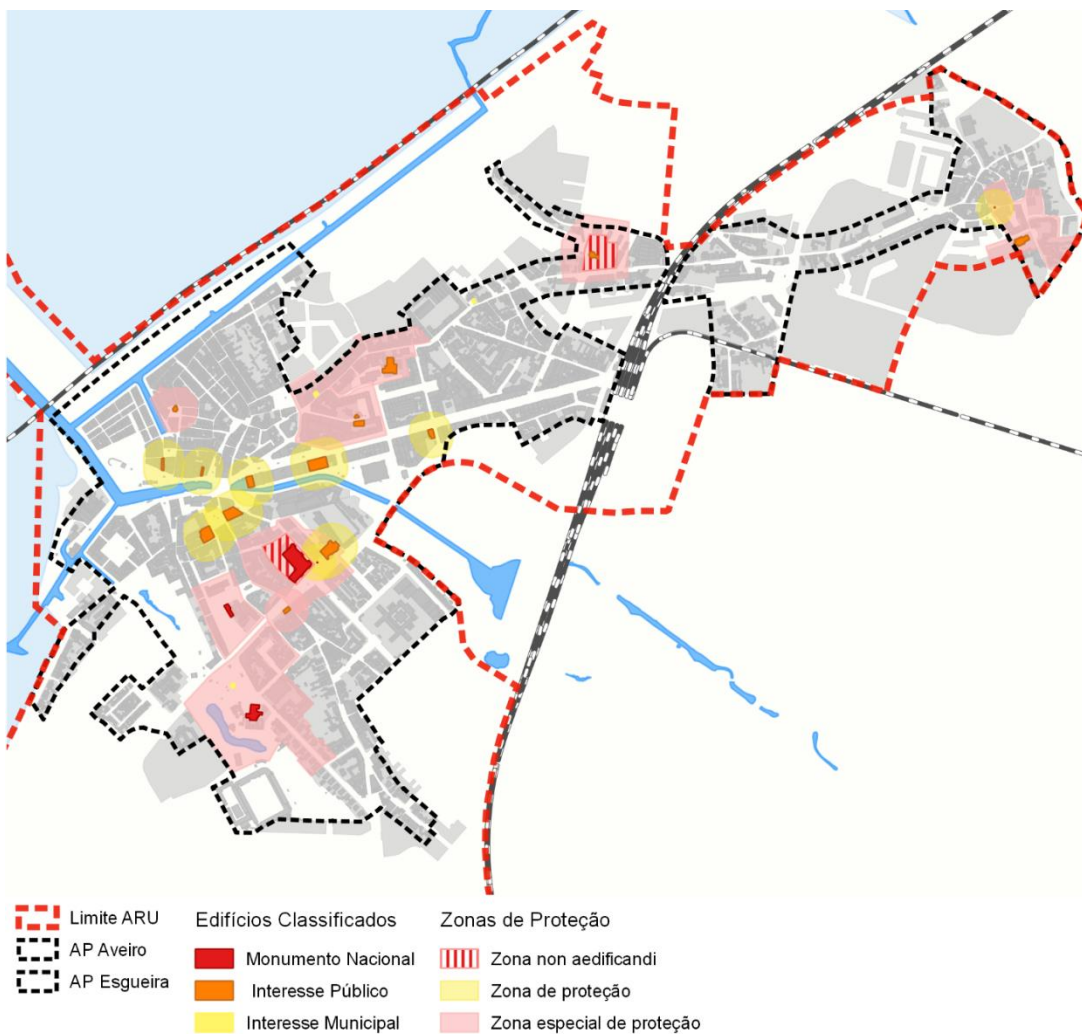 Limite ARU
AP Aveiro
AP Esgueira
Edifícios Classificados
Monumento Nacional
Interesse Público
Interesse Municipal
Zonas de Proteção
Zona non aedificandi
Zona de proteção
Zona especial de proteção